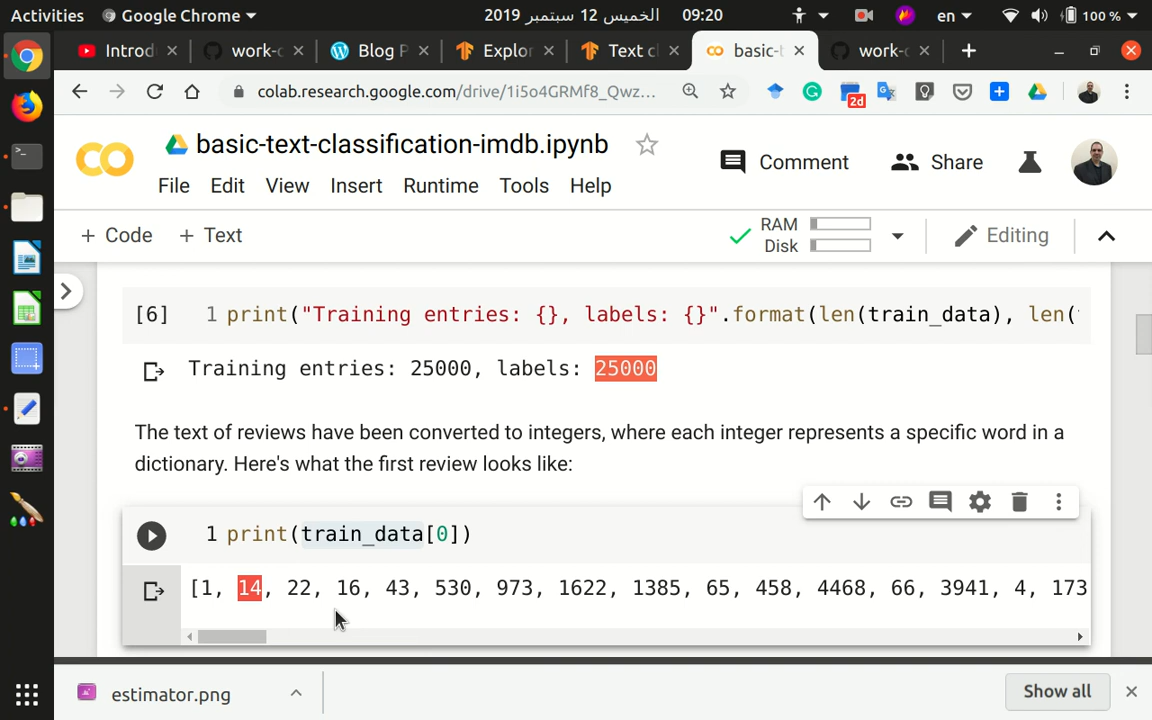 Activities Google Chrome 2019 الخميس 12 سبتمبر 09:20 en 100 %
Introd work-c Blog P Explor Text cl basic-t work-c
colab.research.google.com/drive/1i5o4GRMf8_Qwz... 2d
basic-text-classification-imdb.ipynb
Comment Share
File Edit View Insert Runtime Tools Help
+ Code + Text RAM Disk Editing
[6] 1 print("Training entries: {}, labels: {}".format(len(train_data), len(
Training entries: 25000, labels: 25000
The text of reviews have been converted to integers, where each integer represents a specific word in a
dictionary. Here's what the first review looks like:
1 print(train_data[0])
[1, 14, 22, 16, 43, 530, 973, 1622, 1385, 65, 458, 4468, 66, 3941, 4, 173
estimator.png Show all